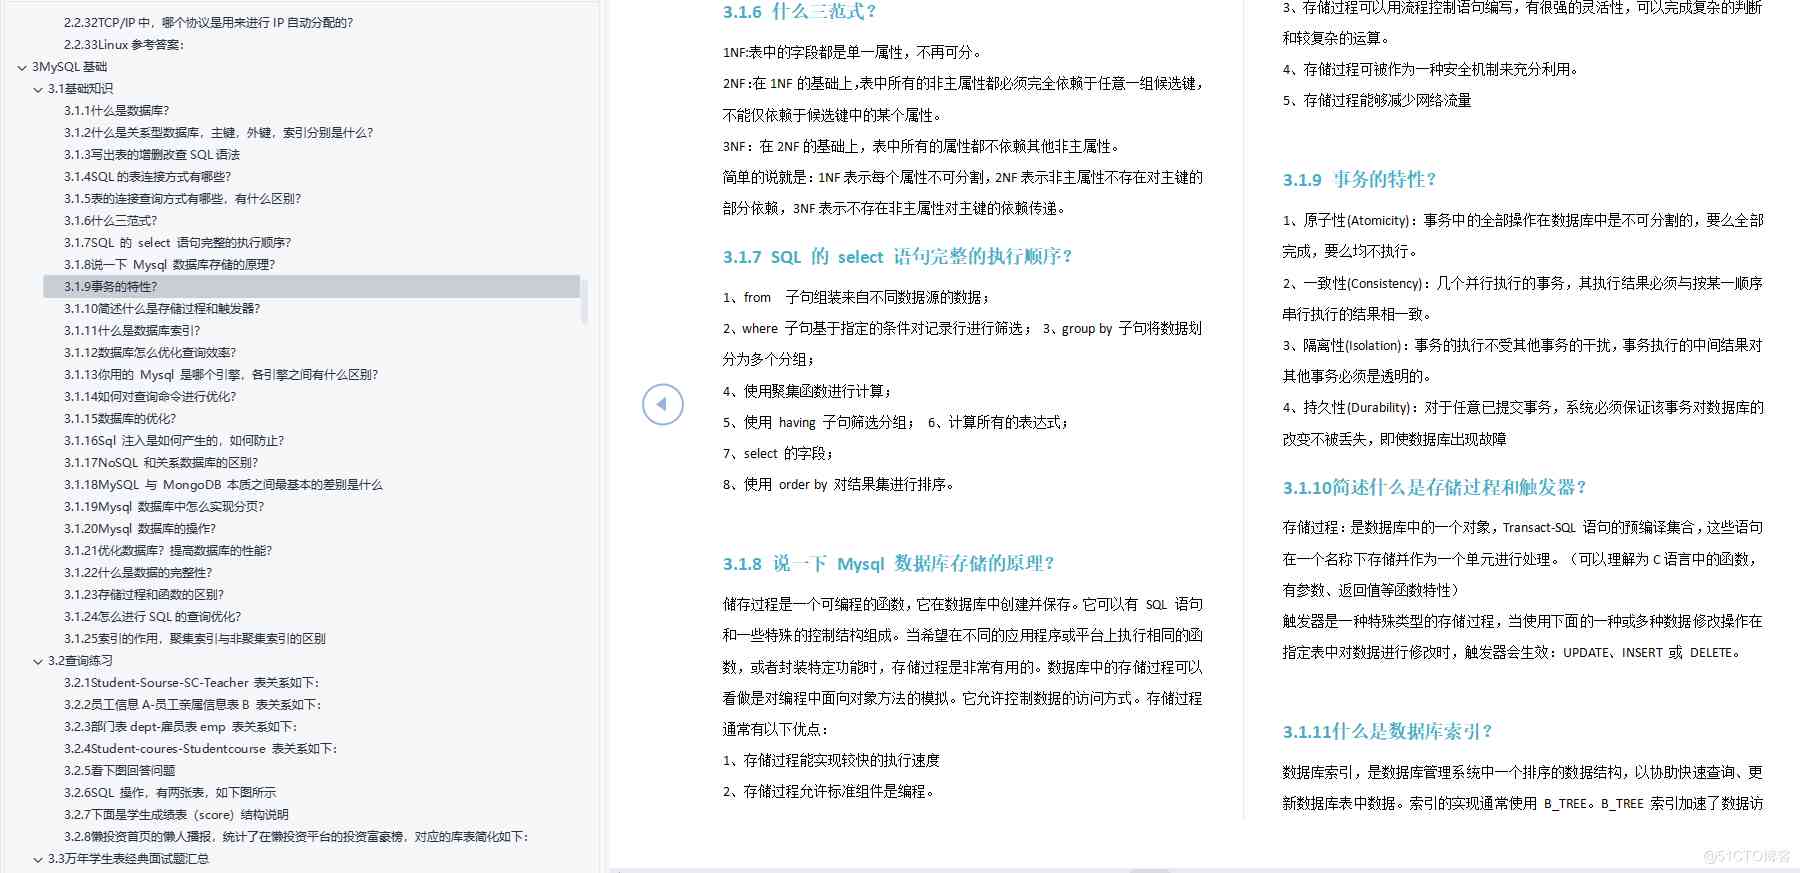 2.2.32TCP/IP 中，哪个协议是用来进行 IP 自动分配的?
2.2.33Linux 参考答案：
3MySQL 基础
3.1基础知识
3.1.1什么是数据库?
3.1.2什么是关系型数据库，主键，外键，索引分别是什么?
3.1.3写出表的增删改查 SQL 语法
3.1.4SQL 的表连接方式有哪些?
3.1.5表的连接查询方式有哪些，有什么区别?
3.1.6什么三范式?
3.1.7SQL 的 select 语句完整的执行顺序?
3.1.8说一下 Mysql 数据库存储的原理?
3.1.9事务的特性?
3.1.10简述什么是存储过程和触发器?
3.1.11什么是数据库索引?
3.1.12数据库怎么优化查询效率?
3.1.13你用的 Mysql 是哪个引擎，各引擎之间有什么区别?
3.1.14如何对查询命令进行优化?
3.1.15数据库的优化?
3.1.16Sql 注入是如何产生的，如何防止?
3.1.17NoSQL 和关系数据库的区别?
3.1.18MySQL 与 MongoDB 本质之间最基本的差别是什么
3.1.19Mysql 数据库中怎么实现分页?
3.1.20Mysql 数据库的操作?
3.1.21优化数据库? 提高数据库的性能?
3.1.22什么是数据的完整性?
3.1.23存储过程和函数的区别?
3.1.24怎么进行 SQL 的查询优化?
3.1.25索引的作用，聚集索引与非聚集索引的区别
3.2查询练习
3.2.1Student-Sourse-SC-Teacher 表关系如下：
3.2.2员工信息 A-员工亲属信息表 B 表关系如下：
3.2.3部门表 dept-雇员表 emp 表关系如下：
3.2.4Student-coures-Studentcourse 表关系如下：
3.2.5看下图回答问题
3.2.6SQL 操作，有两张表，如下图所示
3.2.7下面是学生成绩表（score）结构说明
3.2.8懒投资首页的懒人播报，统计了在懒投资平台的投资富豪榜，对应的库表简化如下：
3.3万年学生表经典面试题汇总
3.1.6 什么三范式?
1NF:表中的字段都是单一属性，不再可分。
2NF:在 1NF 的基础上，表中所有的非主属性都必须完全依赖于任意一组候选键，
不能仅依赖于候选键中的某个属性。
3NF：在 2NF 的基础上，表中所有的属性都不依赖其他非主属性。
简单的说就是：1NF 表示每个属性不可分割，2NF 表示非主属性不存在对主键的
部分依赖，3NF 表示不存在非主属性对主键的依赖传递。
3.1.7 SQL 的 select 语句完整的执行顺序?
1、from 子句组装来自不同数据源的数据；
2、where 子句基于指定的条件对记录行进行筛选； 3、group by 子句将数据划
分为多个分组；
4、使用聚集函数进行计算；
5、使用 having 子句筛选分组； 6、计算所有的表达式；
7、select 的字段；
8、使用 order by 对结果集进行排序。
3.1.8 说一下 Mysql 数据库存储的原理?
储存过程是一个可编程的函数，它在数据库中创建并保存。它可以有 SQL 语句
和一些特殊的控制结构组成。当希望在不同的应用程序或平台上执行相同的函
数，或者封装特定功能时，存储过程是非常有用的。数据库中的存储过程可以
看做是对编程中面向对象方法的模拟。它允许控制数据的访问方式。存储过程
通常有以下优点：
1、存储过程能实现较快的执行速度
2、存储过程允许标准组件是编程。
3、存储过程可以用流程控制语句编写，有很强的灵活性，可以完成复杂的判断
和较复杂的运算。
4、存储过程可被作为一种安全机制来充分利用。
5、存储过程能够减少网络流量
3.1.9 事务的特性?
1、原子性(Atomicity)：事务中的全部操作在数据库中是不可分割的，要么全部
完成，要么均不执行。
2、一致性(Consistency)：几个并行执行的事务，其执行结果必须与按某一顺序
串行执行的结果相一致。
3、隔离性(Isolation)：事务的执行不受其他事务的干扰，事务执行的中间结果对
其他事务必须是透明的。
4、持久性(Durability)：对于任意已提交事务，系统必须保证该事务对数据库的
改变不被丢失，即使数据库出现故障
3.1.10简述什么是存储过程和触发器?
存储过程：是数据库中的一个对象，Transact-SQL 语句的预编译集合，这些语句
在一个名称下存储并作为一个单元进行处理。（可以理解为 C 语言中的函数，
有参数、返回值等函数特性）
触发器是一种特殊类型的存储过程，当使用下面的一种或多种数据修改操作在
指定表中对数据进行修改时，触发器会生效：UPDATE、INSERT 或 DELETE。
3.1.11什么是数据库索引?
数据库索引，是数据库管理系统中一个排序的数据结构，以协助快速查询、更
新数据库表中数据。索引的实现通常使用 B_TREE。B_TREE 索引加速了数据访
@51CTO博客